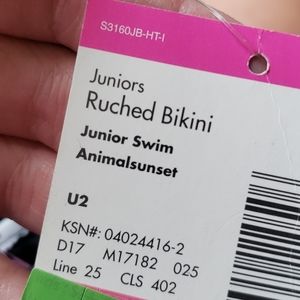 S3160JB-HT-I
Juniors
Ruched Bikini
Junior Swim
Animalsunset
U2
KSN#: 04024416-2
D17 M17182 025
Line 25 CLS 402